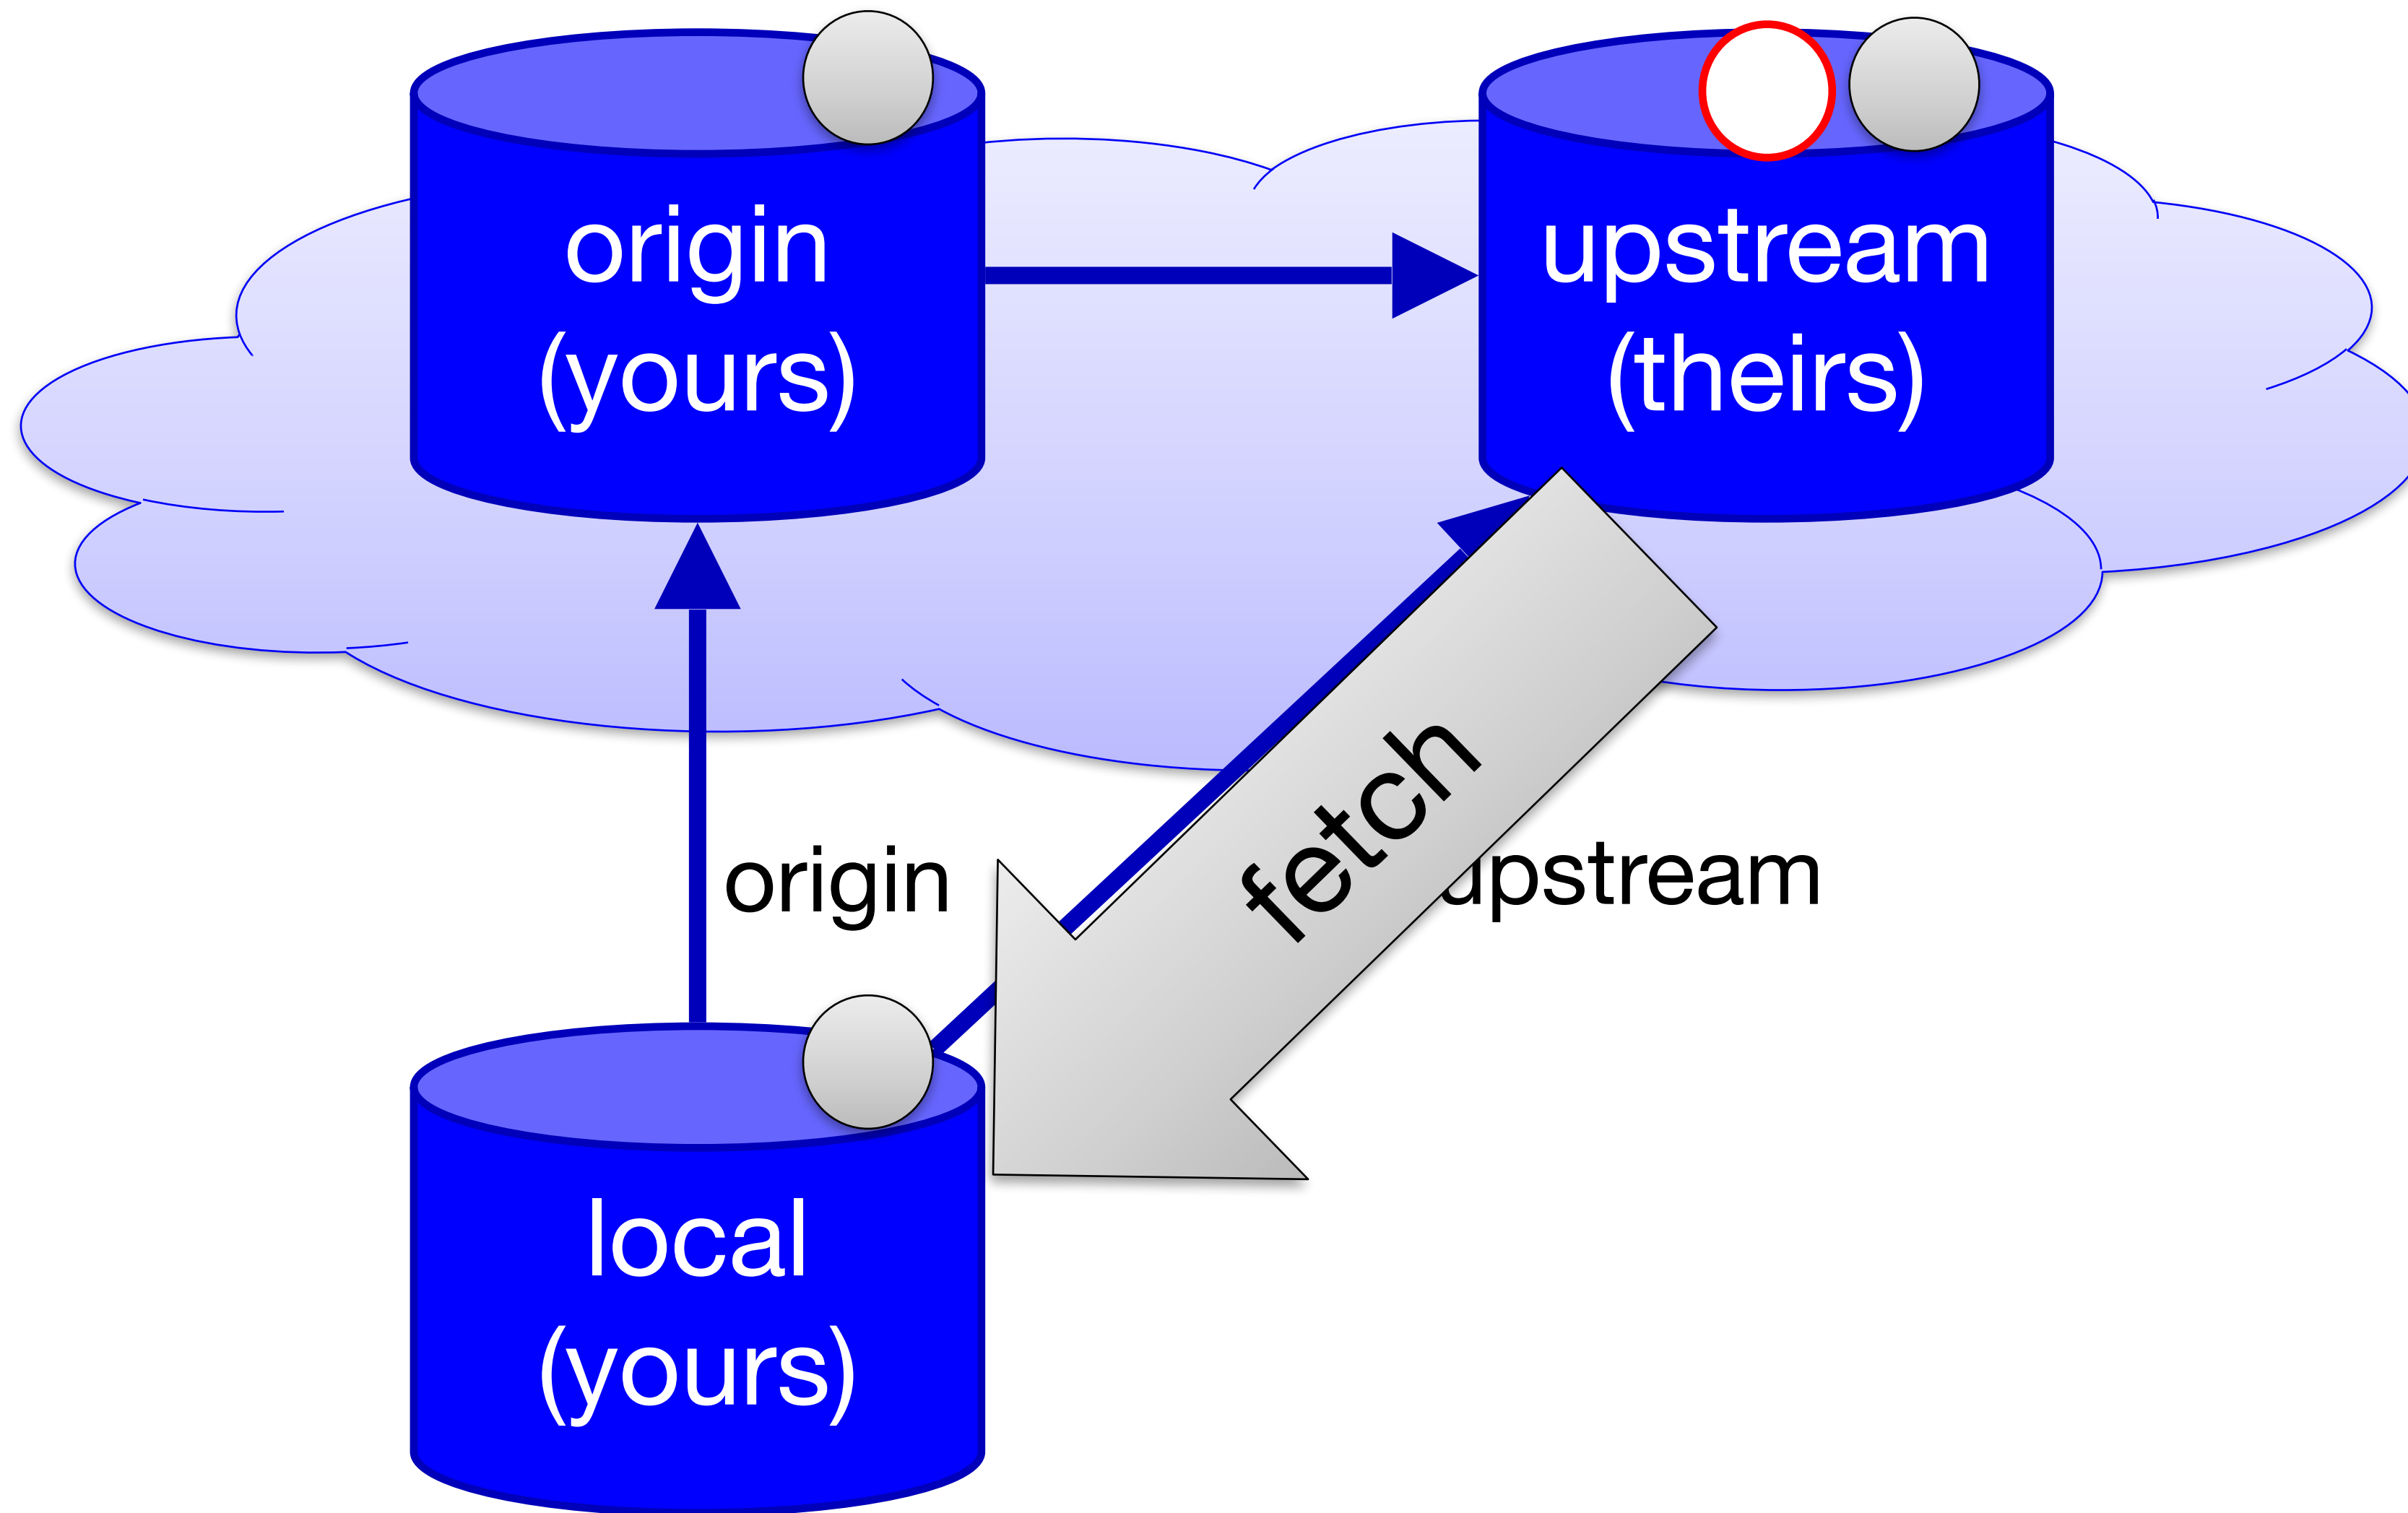 origin
(yours)
upstream
(theirs)
fetch
origin
upstream
local
(yours)